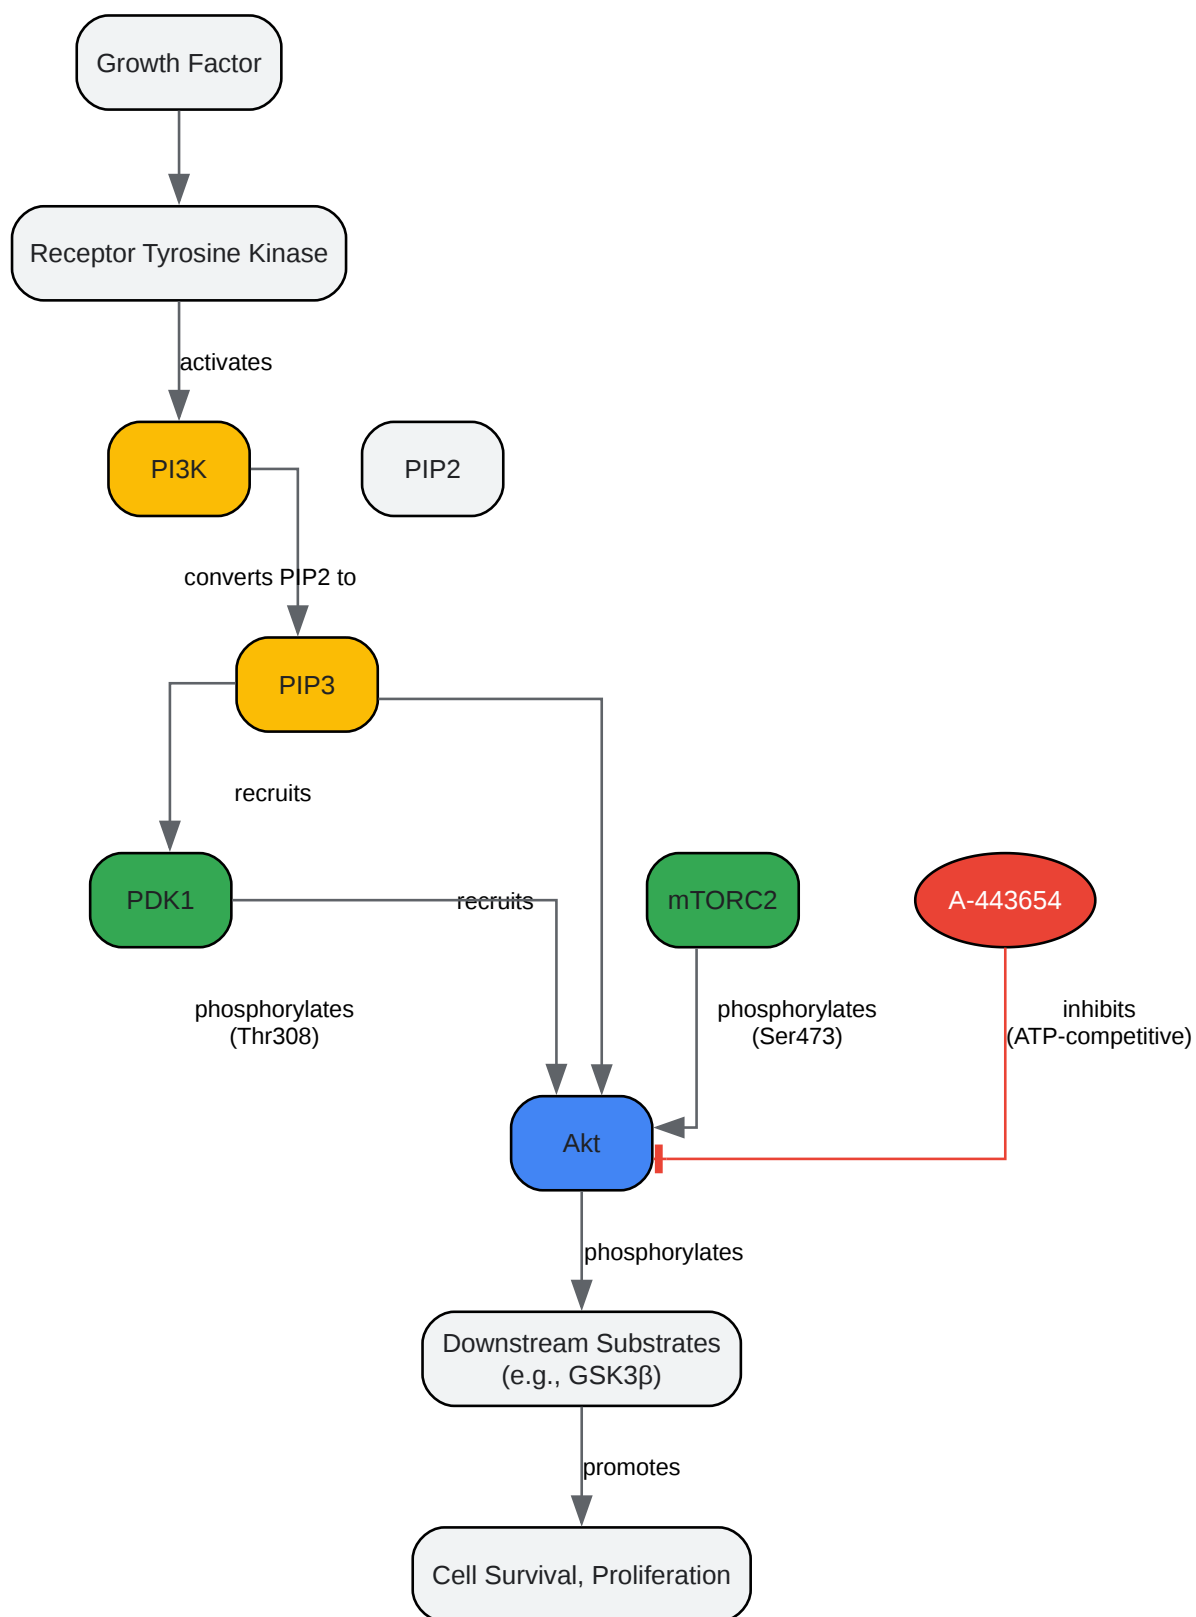 Growth Factor
Receptor Tyrosine Kinase
activates
PI3K
PIP2
converts PIP2 to
PIP3
recruits
PDK1
recruits
mTORC2
A-443654
phosphorylates
(Thr308)
phosphorylates
(Ser473)
inhibits
(ATP-competitive)
Akt
phosphorylates
Downstream Substrates
(e.g., GSK3β)
promotes
Cell Survival, Proliferation